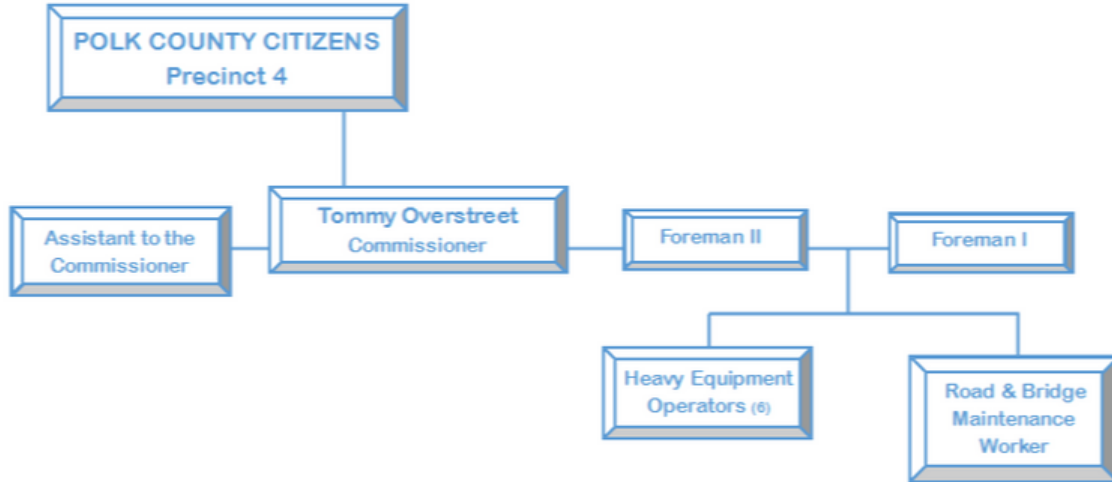 POLK COUNTY CITIZENS
Precinct 4
Tommy Overstreet
Commissioner
Assistant to the
Commissioner
Foreman II
Foreman I
Heavy Equipment
Operators (6)
Road & Bridge
Maintenance
Worker